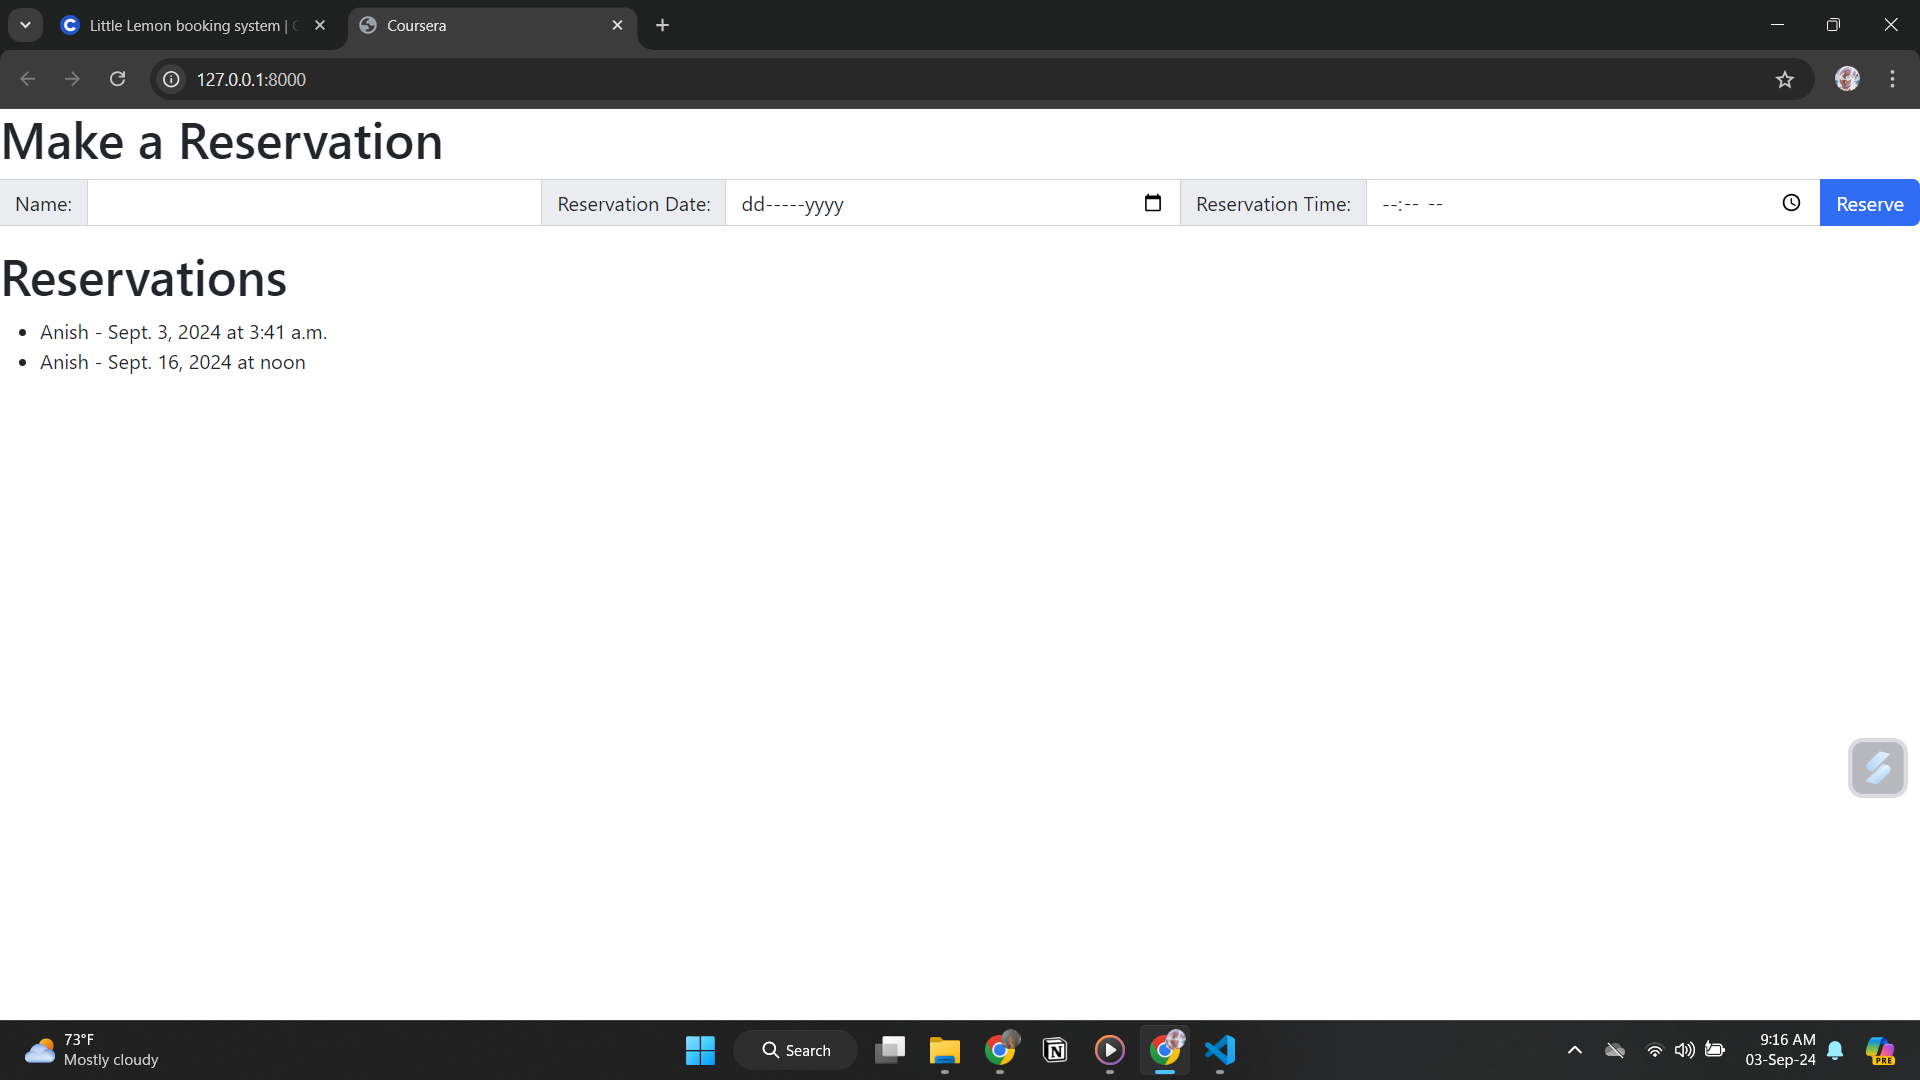 Little Lemon booking system |
Coursera
127.0.0.1:8000
Make a Reservation
Name:
Reservation Date: dd-----yyyy
Reservation Time: --:-- --
Reserve
Reservations
Anish - Sept. 3, 2024 at 3:41 a.m.
Anish - Sept. 16, 2024 at noon
73°F
Mostly cloudy
Search
9:16 AM
03-Sep-24
PRE